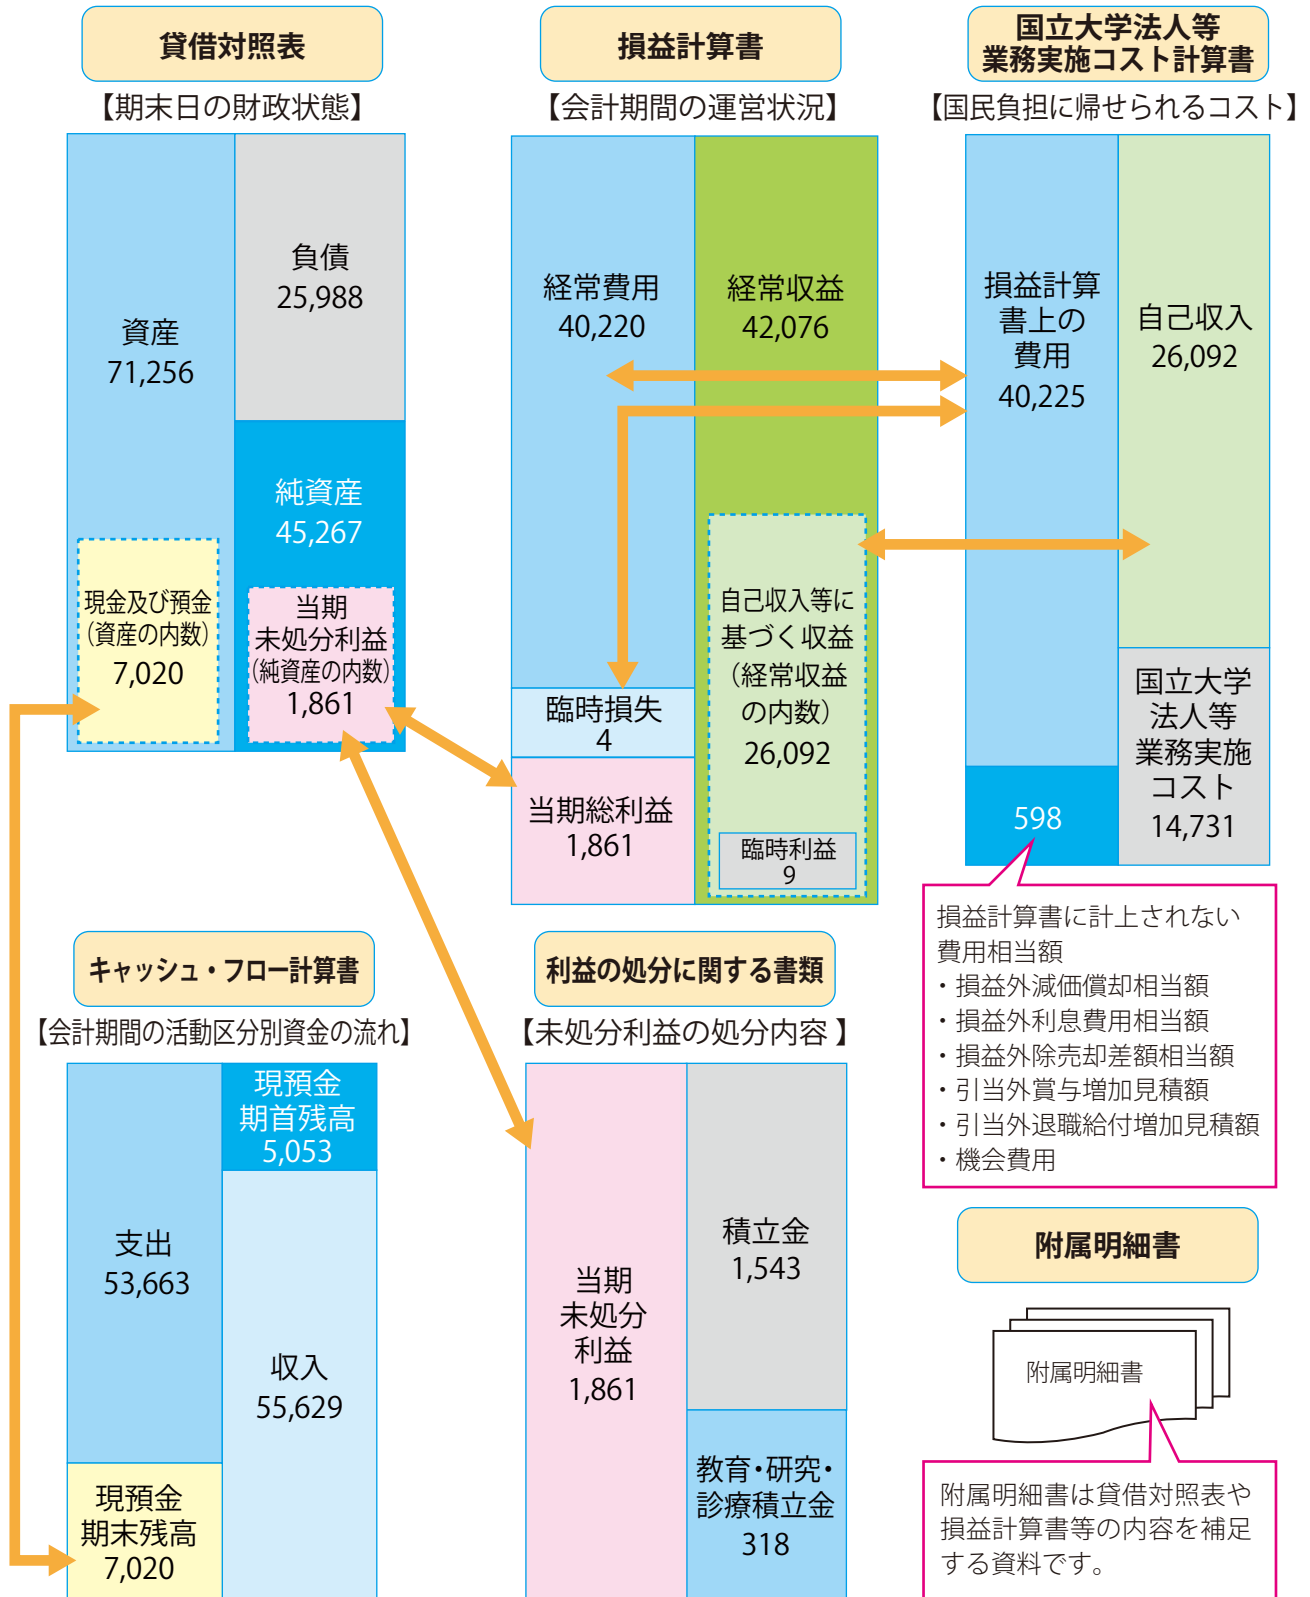 貸借対照表
【期末日の財政状態】
資産
71,256
負債
25,988
純資産
45,267
現金及び預金
（資産の内数）
7,020
当期
未処分利益
（純資産の内数）
1,861
損益計算書
【会計期間の運営状況】
経常費用
40,220
経常収益
42,076
臨時損失
4
当期総利益
1,861
自己収入等に
基づく収益
（経常収益
の内数）
26,092
臨時利益
9
国立大学法人等
業務実施コスト計算書
【国民負担に帰せられるコスト】
損益計算
書上の
費用
40,225
自己収入
26,092
598
国立大学
法人等
業務実施
コスト
14,731
損益計算書に計上されない
費用相当額
・損益外減価償却相当額
・損益外利息費用相当額
・損益外除売却差額相当額
・引当外賞与増加見積額
・引当外退職給付増加見積額
・機会費用
キャッシュ・フロー計算書
【会計期間の活動区分別資金の流れ】
支出
53,663
現預金
期首残高
5,053
収入
55,629
現預金
期末残高
7,020
利益の処分に関する書類
【未処分利益の処分内容 】
当期
未処分
利益
1,861
積立金
1,543
教育・研究・
診療積立金
318
附属明細書
附属明細書
附属明細書は貸借対照表や
損益計算書等の内容を補足
する資料です。